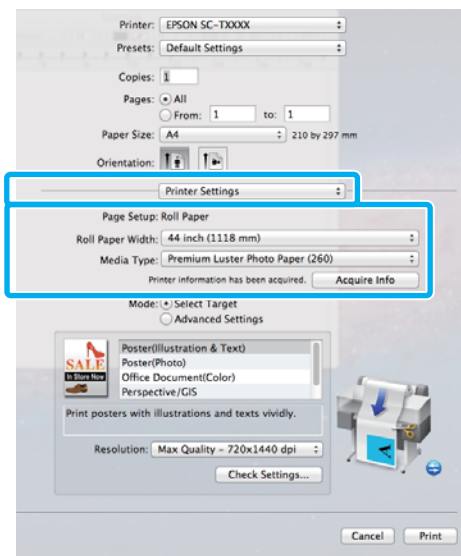 Printer: EPSON SC-TXXXX
Presets: Default Settings
Copies: 1
Pages: All
From: 1 to: 1
Paper Size: A4 210 by 297 mm
Orientation:
Printer Settings
Page Setup: Roll Paper
Roll Paper Width: 44 inch (1118 mm)
Media Type: Premium Luster Photo Paper (260)
Printer information has been acquired. Acquire Info
Mode: Select Target
Advanced Settings
Poster(Illustration & Text)
SALE
In Store Now
Poster(Photo)
Office Document(Color)
Perspective/GIS
Print posters with illustrations and texts vividly.
Resolution: Max Quality - 720x1440 dpi
Check Settings...
Cancel Print